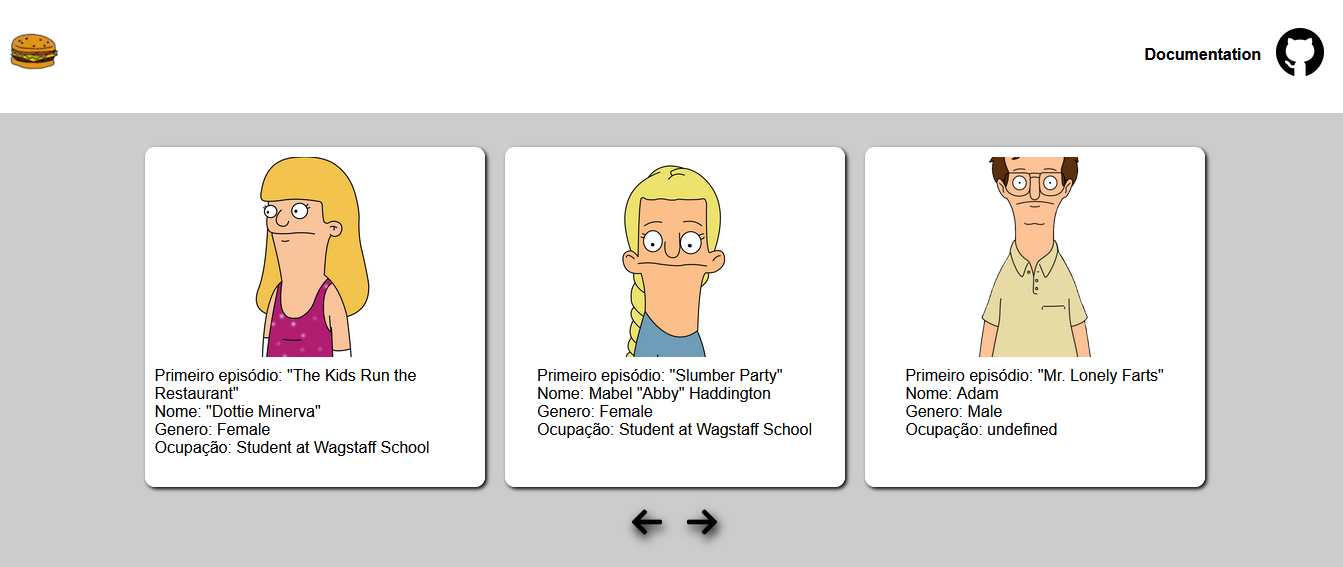 Documentation
Primeiro episódio: "The Kids Run the
Restaurant"
Nome: "Dottie Minerva"
Genero: Female
Ocupação: Student at Wagstaff School
Primeiro episódio: "Slumber Party"
Nome: Mabel "Abby" Haddington
Genero: Female
Ocupação: Student at Wagstaff School
Primeiro episódio: "Mr. Lonely Farts"
Nome: Adam
Genero: Male
Ocupação: undefined